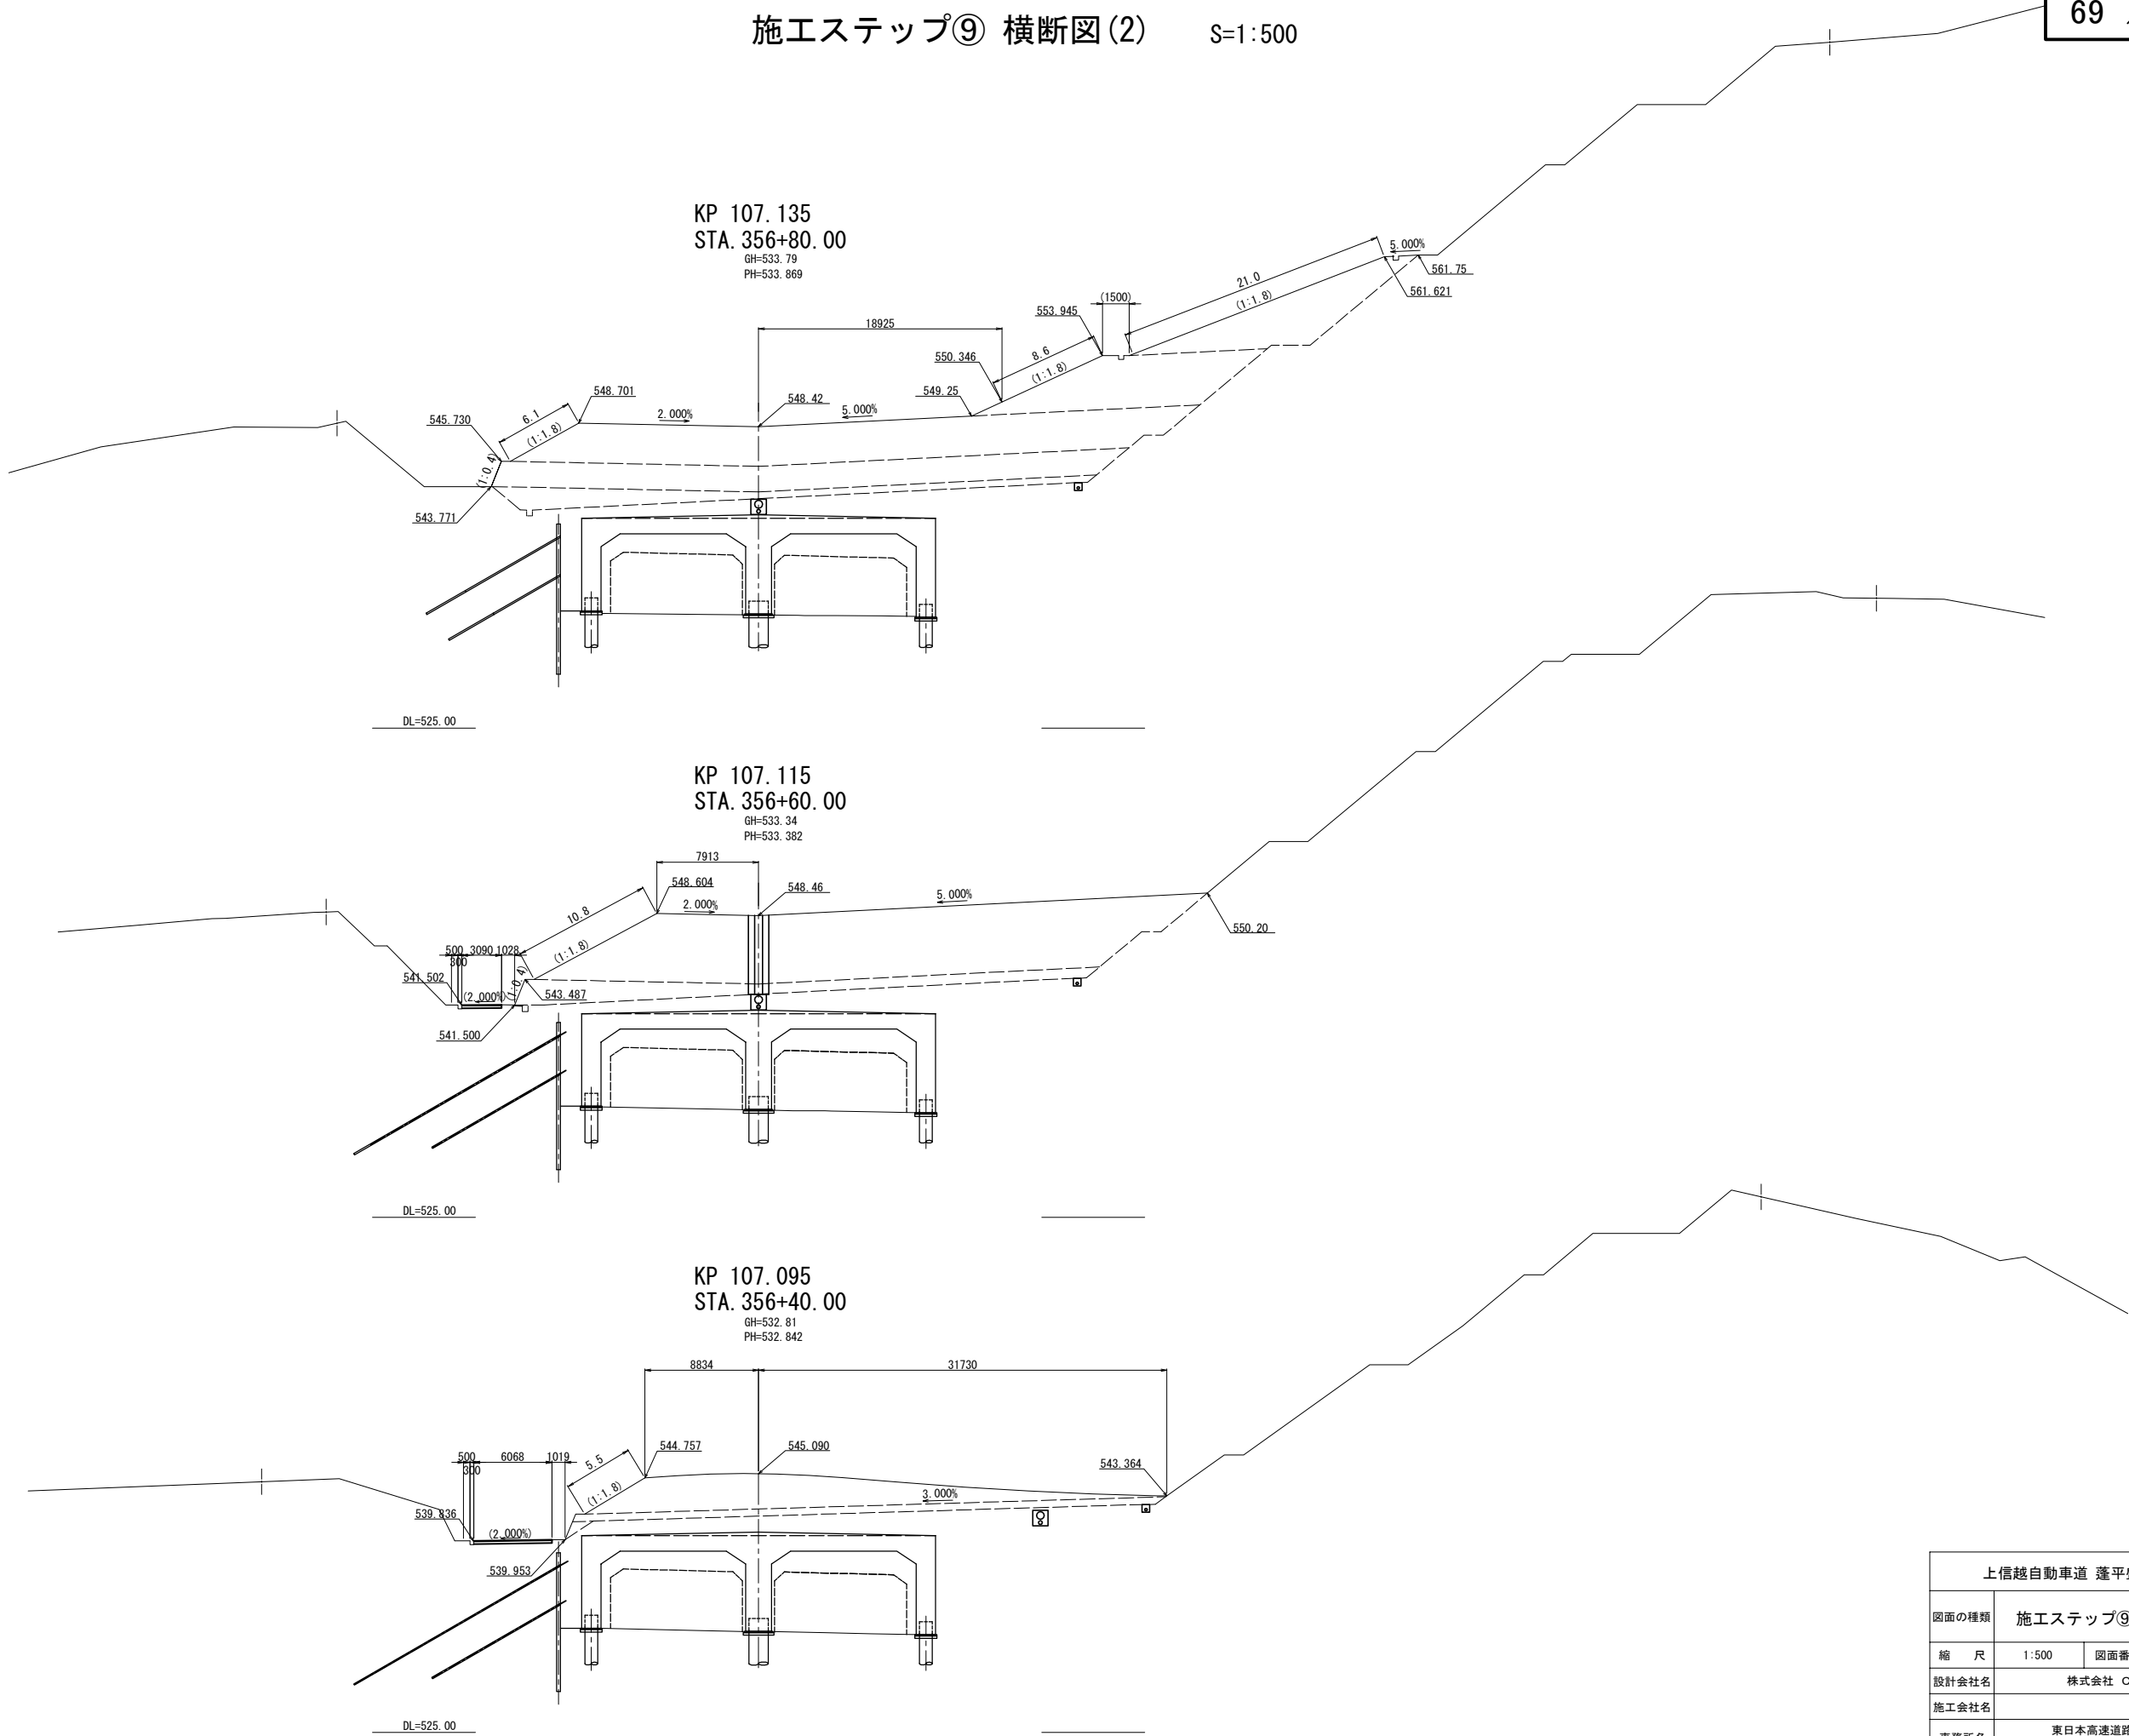 施工ステップ⑨ 横断図(2) S=1:500
69
KP 107.135
STA.356+80.00
GH=533.79
PH=533.869
5.000%
561.75
561.621
21.0
(1:1.8)
(1500)
553.945
18925
8.6
(1:1.8)
550.346
549.25
548.701
548.42
2.000%
5.000%
6.1
(1:1.8)
545.730
(1:0.4)
543.771
DL=525.00
KP 107.115
STA.356+60.00
GH=533.34
PH=533.382
7913
548.604
548.46
2.000%
5.000%
10.8
(1:1.8)
550.20
500 3090 1028
300
541.502
(2.000%)
(1:0.4)
543.487
541.500
DL=525.00
KP 107.095
STA.356+40.00
GH=532.81
PH=532.842
8834
31730
544.757
545.090
543.364
500 6068 1019
300
5.5
(1:1.8)
3.000%
539.836
(2.000%)
539.953
DL=525.00
上信越自動車道 蓬平
図面の種類 施工ステップ⑨
縮 尺 1:500 図面番
設計会社名 株式会社
施工会社名
東日本高速道路